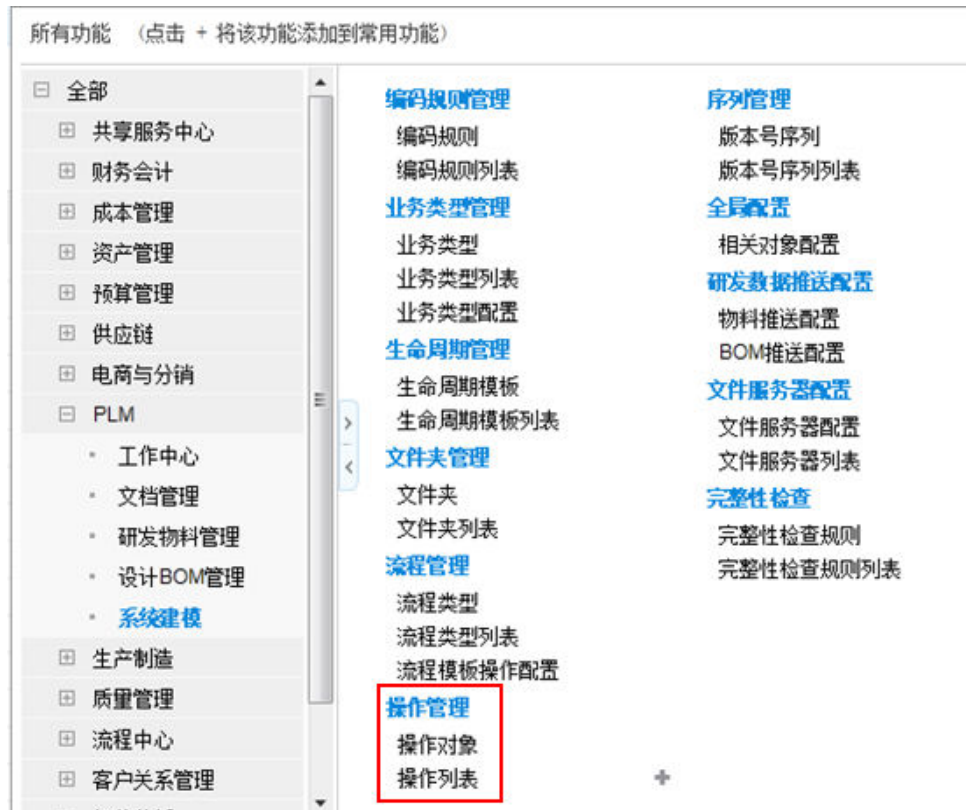 所有功能 （点击 + 将该功能添加到常用功能）
全部
共享服务中心
财务会计
成本管理
资产管理
预算管理
供应链
电商与分销
PLM
工作中心
文档管理
研发物料管理
设计BOM管理
系统建模
生产制造
质量管理
流程中心
客户关系管理
编码规则管理
编码规则
编码规则列表
业务类型管理
业务类型
业务类型列表
业务类型配置
生命周期管理
生命周期模板
生命周期模板列表
文件夹管理
文件夹
文件夹列表
流程管理
流程类型
流程类型列表
流程模板操作配置
操作管理
操作对象
操作列表
序列管理
版本号序列
版本号序列列表
全局配置
相关对象配置
研发数据推送配置
物料推送配置
BOM推送配置
文件服务器配置
文件服务器配置
文件服务器列表
完整性检查
完整性检查规则
完整性检查规则列表